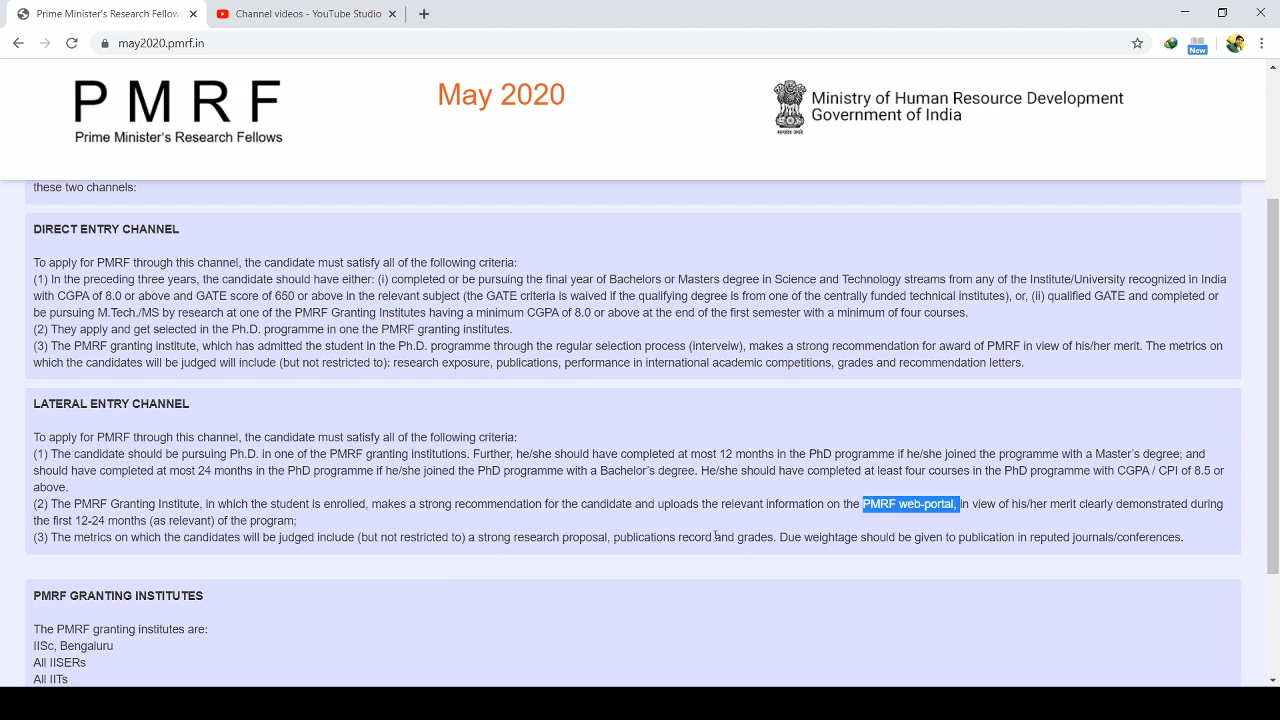 Prime Minister's Research Fellow
Channel videos - YouTube Studio
may2020.pmrf.in
New
PMRF
Prime Minister's Research Fellows
May 2020
Ministry of Human Resource Development
Government of India
these two channels:
DIRECT ENTRY CHANNEL
To apply for PMRF through this channel, the candidate must satisfy all of the following criteria:
(1) In the preceding three years, the candidate should have either: (i) completed or be pursuing the final year of Bachelors or Masters degree in Science and Technology streams from any of the Institute/University recognized in India
with CGPA of 8.0 or above and GATE score of 650 or above in the relevant subject (the GATE criteria is waived if the qualifying degree is from one of the centrally funded technical institutes), or, (ii) qualified GATE and completed or
be pursuing M.Tech./MS by research at one of the PMRF Granting Institutes having a minimum CGPA of 8.0 or above at the end of the first semester with a minimum of four courses.
(2) They apply and get selected in the Ph.D. programme in one the PMRF granting institutes.
(3) The PMRF granting institute, which has admitted the student in the Ph.D. programme through the regular selection process (interveiw), makes a strong recommendation for award of PMRF in view of his/her merit. The metrics on
which the candidates will be judged will include (but not restricted to): research exposure, publications, performance in international academic competitions, grades and recommendation letters.
LATERAL ENTRY CHANNEL
To apply for PMRF through this channel, the candidate must satisfy all of the following criteria:
(1) The candidate should be pursuing Ph.D. in one of the PMRF granting institutions. Further, he/she should have completed at most 12 months in the PhD programme if he/she joined the programme with a Master's degree; and
should have completed at most 24 months in the PhD programme if he/she joined the PhD programme with a Bachelor's degree. He/she should have completed at least four courses in the PhD programme with CGPA / CPI of 8.5 or
above.
(2) The PMRF Granting Institute, in which the student is enrolled, makes a strong recommendation for the candidate and uploads the relevant information on the PMRF web-portal, in view of his/her merit clearly demonstrated during
the first 12-24 months (as relevant) of the program;
(3) The metrics on which the candidates will be judged include (but not restricted to) a strong research proposal, publications record and grades. Due weightage should be given to publication in reputed journals/conferences.
PMRF GRANTING INSTITUTES
The PMRF granting institutes are:
IISc, Bengaluru
All IISERs
All IITs